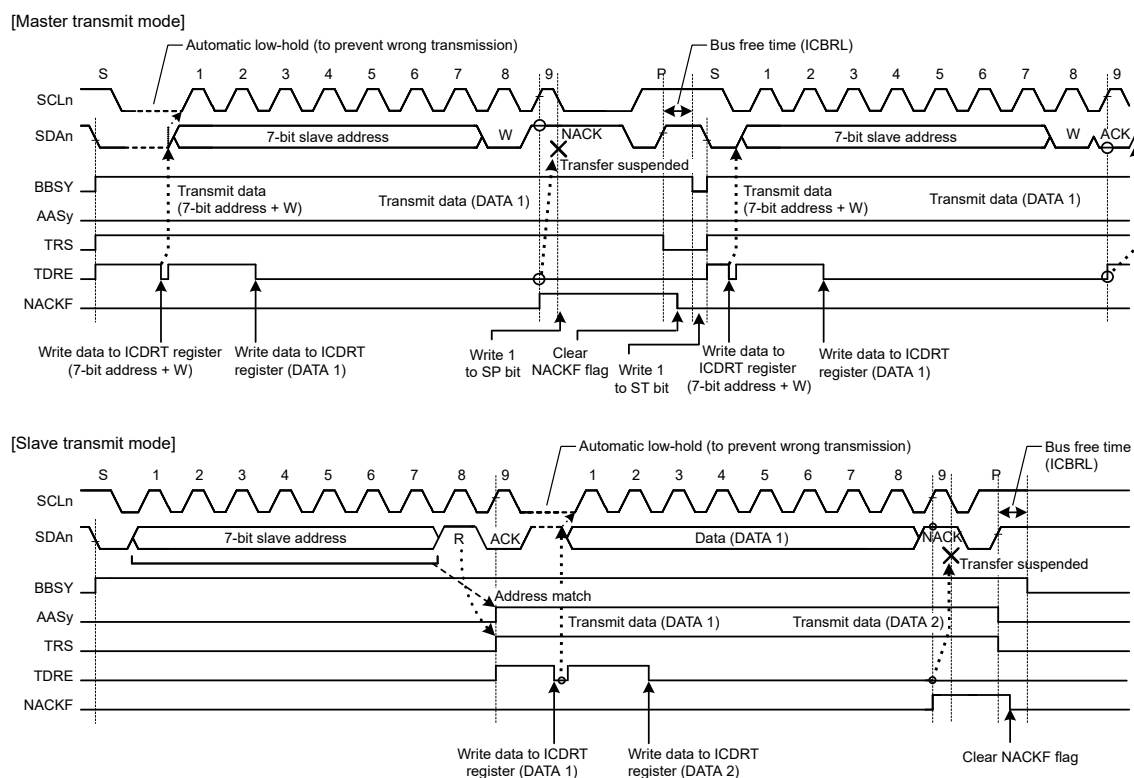 [Master transmit mode]
Automatic low-hold (to prevent wrong transmission)
Bus free time (ICBRL)
S 1 2 3 4 5 6 7 8 9 P S 1 2 3 4 5 6 7 8 9
SCLn
SDAn 7-bit slave address W NACK 7-bit slave address W ACK
Transfer suspended
BBSY
Transmit data
(7-bit address + W)
Transmit data (DATA 1)
Transmit data
(7-bit address + W)
Transmit data (DATA 1)
AASy
TRS
TDRE
NACKF
Write data to ICDRT register
(7-bit address + W)
Write data to ICDRT
register (DATA 1)
Write 1
to SP bit
Clear
NACKF flag
Write 1
to ST bit
Write data to
ICDRT register
(7-bit address + W)
Write data to ICDRT
register (DATA 1)
[Slave transmit mode]
Automatic low-hold (to prevent wrong transmission)
Bus free time
(ICBRL)
S 1 2 3 4 5 6 7 8 9 1 2 3 4 5 6 7 8 9 P
SCLn
SDAn 7-bit slave address R ACK Data (DATA 1) NACK
Transfer suspended
BBSY
Address match
AASy
Transmit data (DATA 1)
Transmit data (DATA 2)
TRS
TDRE
NACKF
Write data to ICDRT
register (DATA 1)
Write data to ICDRT
register (DATA 2)
Clear NACKF flag